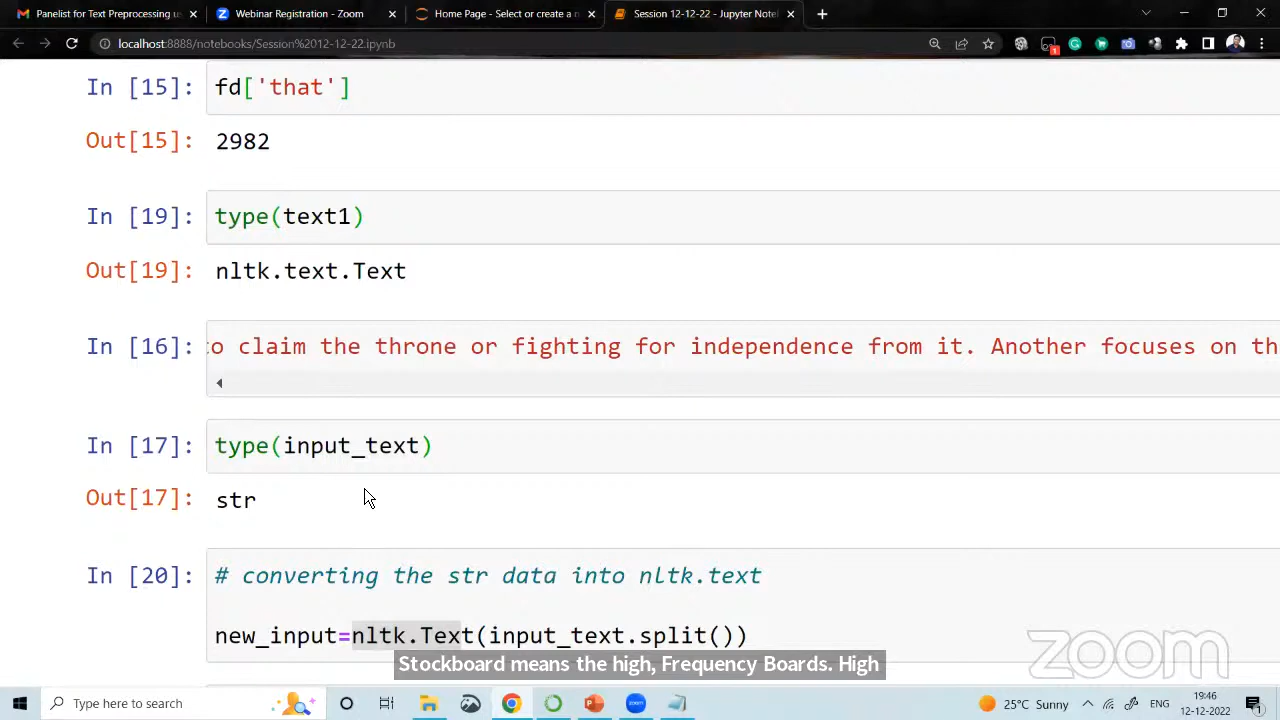 Panelist for Text Preprocessing us
Webinar Registration - Zoom
Home Page - Select or create a n
Session 12-12-22 - Jupyter Note
localhost:8888/notebooks/Session%2012-12-22.ipynb
In [15]: fd['that']
Out[15]: 2982
In [19]: type(text1)
Out[19]: nltk.text.Text
In [16]: to claim the throne or fighting for independence from it. Another focuses on th
In [17]: type(input_text)
Out[17]: str
In [20]: # converting the str data into nltk.text
new_input=nltk.Text(input_text.split())
zoom
Stockboard means the high, Frequency Boards. High
Type here to search
25°C Sunny
ENG
19:46
12-12-2022